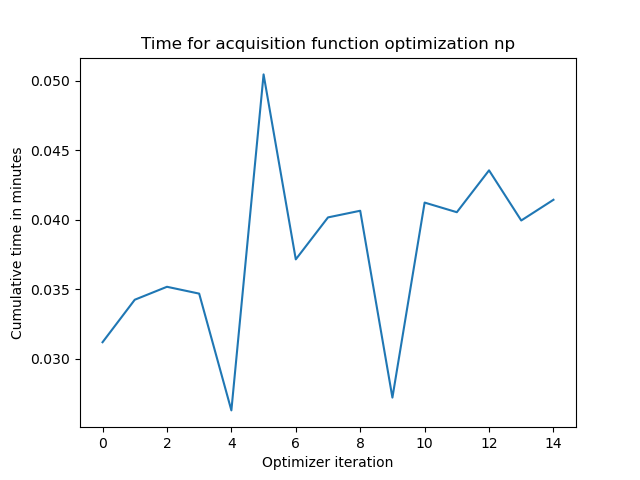 Time for acquisition function optimization np
Cumulative time in minutes
0.050
0.045
0.040
0.035
0.030
0 2 4 6 8 10 12 14
Optimizer iteration